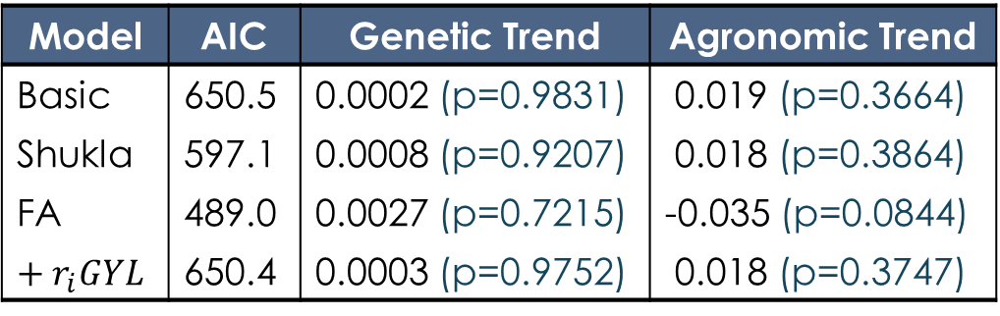 Model AIC Genetic Trend Agronomic Trend
Basic 650.5 0.0002 (p=0.9831) 0.019 (p=0.3664)
Shukla 597.1 0.0008 (p=0.9207) 0.018 (p=0.3864)
FA 489.0 0.0027 (p=0.7215) -0.035 (p=0.0844)
+ rᵢGYL 650.4 0.0003 (p=0.9752) 0.018 (p=0.3747)